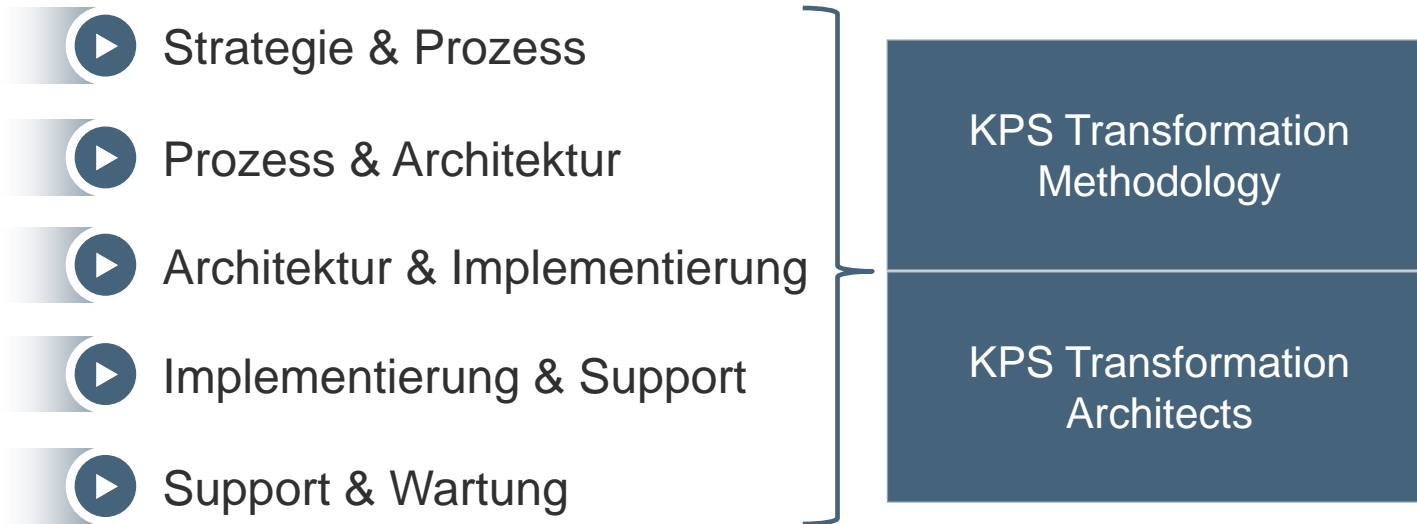 Strategie & Prozess
Prozess & Architektur
Architektur & Implementierung
Implementierung & Support
Support & Wartung
KPS Transformation
Methodology
KPS Transformation
Architects